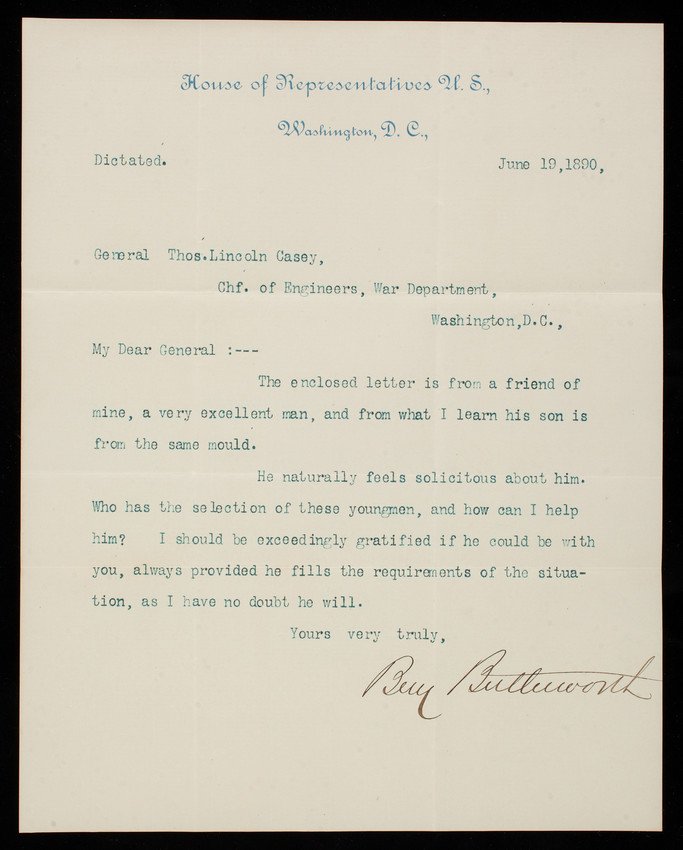 House of Representatives U. S.,
Washington, D. C.,
Dictated. June 19,1890,
General Thos.Lincoln Casey,
Chf. of Engineers, War Department,
Washington,D.C.,
My Dear General :---
The enclosed letter is from a friend of
mine, a very excellent man, and from what I learn his son is
from the same mould.
He naturally feels solicitous about him.
Who has the selection of these youngmen, and how can I help
him? I should be exceedingly gratified if he could be with
you, always provided he fills the requirements of the situa-
tion, as I have no doubt he will.
Yours very truly,
Benj Butterworth